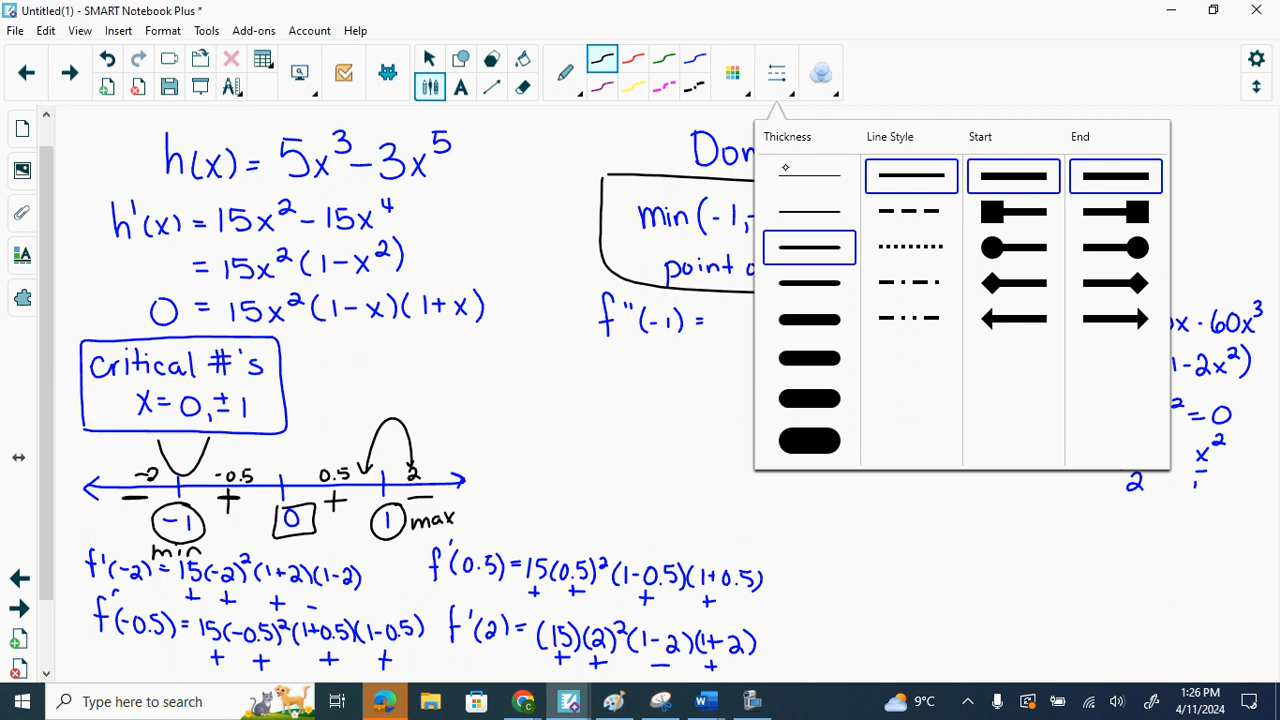 Untitled(1) - SMART Notebook Plus *
File Edit View Insert Format Tools Add-ons Account Help
Thickness Line Style Start End
h(x) = 5x³ - 3x⁵
h'(x) = 15x² - 15x⁴
= 15x² (1 - x²)
0 = 15x² (1 - x)(1 + x)
Critical #'s
x = 0, ± 1
min (-1,
point
f"(-1) =
x - 60x³
1 - 2x²)
² = 0
x²
2
-2 -0.5 0.5 2
- + + -
-1 0 1 max
min
f'(-2) = 15(-2)² (1+2)(1-2)
+ + + -
f'(-0.5) = 15(-0.5)² (1+0.5)(1-0.5)
+ + + +
f'(0.5) = 15(0.5)² (1-0.5)(1+0.5)
+ + + +
f'(2) = (15)(2)² (1-2)(1+2)
+ + - +
Type here to search
9°C
1:26 PM
4/11/2024